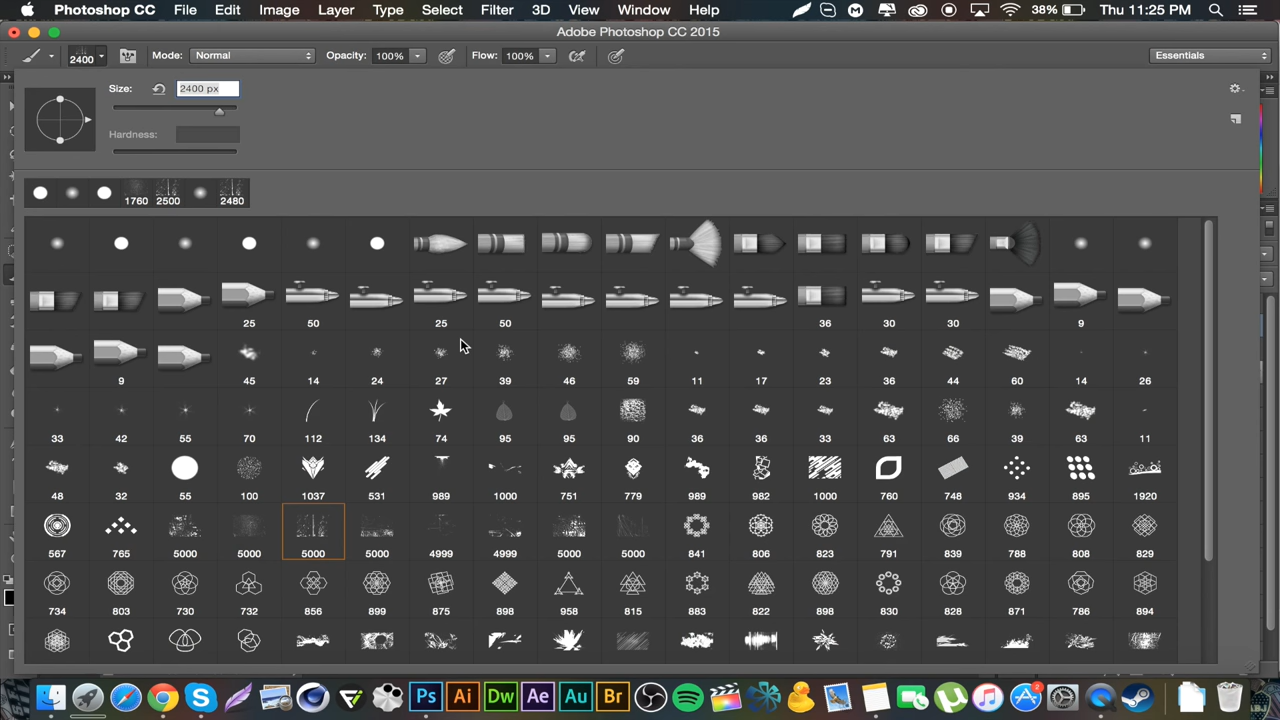 Photoshop CC File Edit Image Layer Type Select Filter 3D View Window Help 38% Thu 11:25 PM
Adobe Photoshop CC 2015
2400 Mode: Normal Opacity: 100% Flow: 100% Essentials
Size: 2400 px
Hardness:
1760 2500 2480
25 50 25 50 36 30 30 9
9 45 14 24 27 39 46 59 11 17 23 36 44 60 14 26
33 42 55 70 112 134 74 95 95 90 36 36 33 63 66 39 63 11
48 32 55 100 1037 531 989 1000 751 779 989 982 1000 760 748 934 895 1920
567 765 5000 5000 5000 5000 4999 4999 5000 5000 841 806 823 791 839 788 808 829
734 803 730 732 856 899 875 898 958 815 883 822 898 830 828 871 786 894
Ps Ai Dw Ae Au Br 2